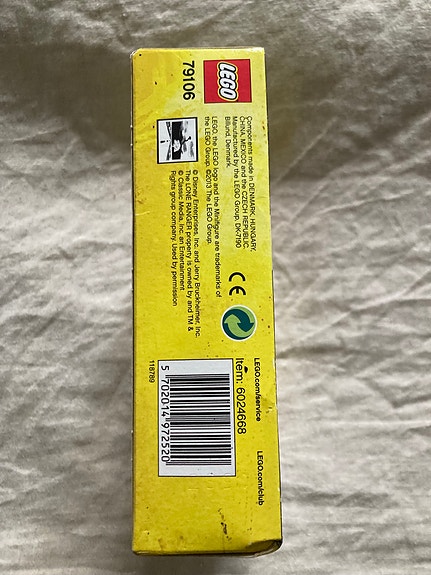 LEGO
79106
Components made in DENMARK, HUNGARY,
CHINA, MEXICO and the CZECH REPUBLIC.
Manufactured by the LEGO Group, DK-7190
Billund, Denmark.
LEGO, the LEGO logo and the Minifigure are trademarks of
the LEGO Group. ©2013 The LEGO Group.
© Disney Enterprises, Inc. and Jerry Bruckheimer, Inc.
The LONE RANGER property is owned by and TM &
© Classic Media, Inc. an Entertainment
Rights group company. Used by permission
CE
LEGO.com/service
LEGO.com/club
Item: 6024668
5 702014 972520
118789